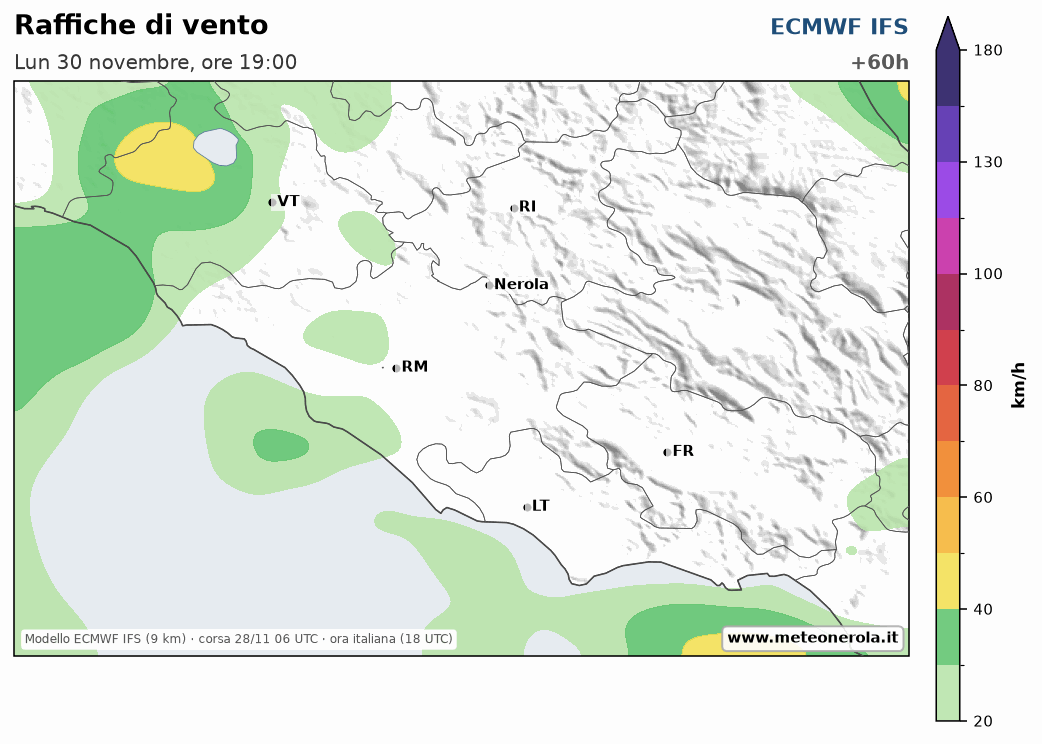 Raffiche di vento
ECMWF IFS
Lun 30 novembre, ore 19:00
+60h
180
130
100
80
60
40
20
km/h
VT
RI
Nerola
RM
FR
LT
Modello ECMWF IFS (9 km) · corsa 28/11 06 UTC · ora italiana (18 UTC)
www.meteonerola.it